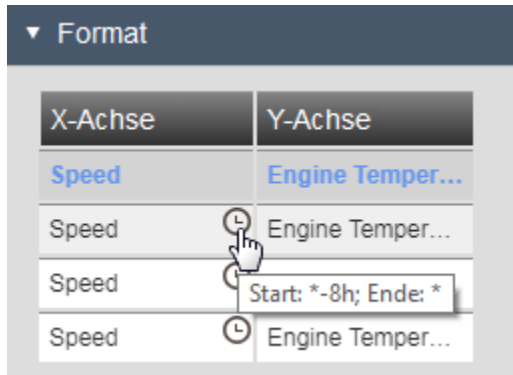 Format
X-Achse Y-Achse
Speed Engine Temper...
Speed Engine Temper...
Speed
Start: *-8h; Ende: *
Speed Engine Temper...